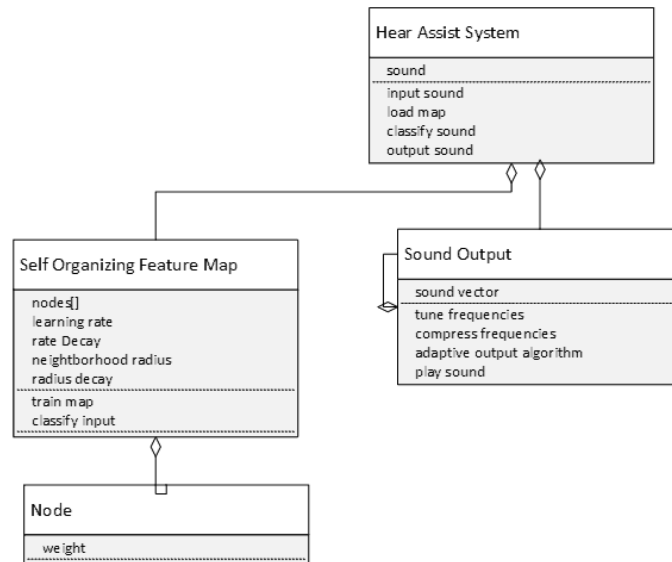 Hear Assist System
sound
input sound
load map
classify sound
output sound
Self Organizing Feature Map
nodes[]
learning rate
rate Decay
neightborhood radius
radius decay
train map
classify input
Sound Output
sound vector
tune frequencies
compress frequencies
adaptive output algorithm
play sound
Node
weight